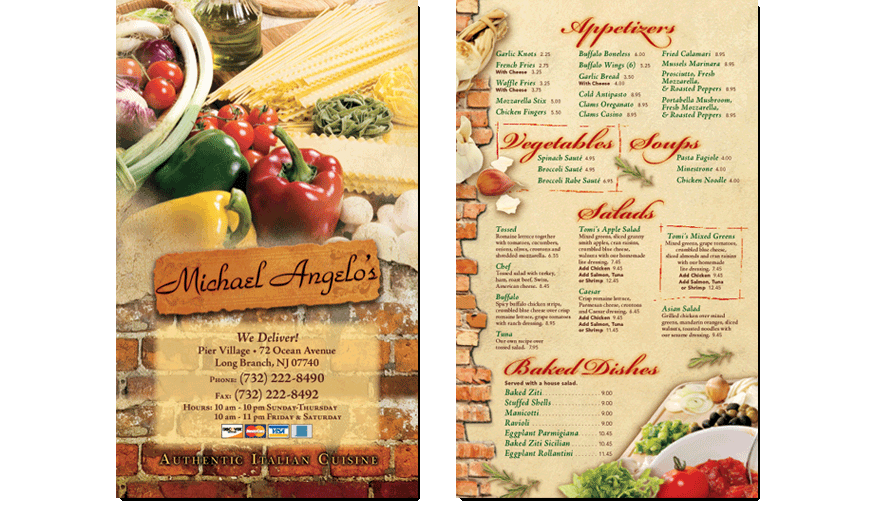 Michael Angelo's
We Deliver!
Pier Village • 72 Ocean Avenue
Long Branch, NJ 07740
Phone: (732) 222-8490
Fax: (732) 222-8492
Hours: 10 am - 10 pm Sunday-Thursday
10 am - 11 pm Friday & Saturday
VISA
Authentic Italian Cuisine
Appetizers
Garlic Knots 2.25
French Fries 2.75
With Cheese 3.25
Waffle Fries 3.25
With Cheese 3.75
Mozzarella Stix 5.00
Chicken Fingers 5.50
Buffalo Boneless 6.00
Buffalo Wings (6) 5.25
Garlic Bread 3.50
With Cheese 4.00
Cold Antipasto 8.95
Clams Oreganato 8.95
Clams Casino 8.95
Fried Calamari 8.95
Mussels Marinara 8.95
Prosciutto, Fresh
Mozzarella,
& Roasted Peppers 8.95
Portabella Mushroom,
Fresh Mozzarella,
& Roasted Peppers 8.95
Vegetables
Spinach Sauté 4.95
Broccoli Sauté 4.95
Broccoli Rabe Sauté 6.95
Soups
Pasta Fagiole 4.00
Minestrone 4.00
Chicken Noodle 4.00
Salads
Tossed
Romaine lettuce together
with tomatoes, cucumbers,
onions, olives, croutons and
shredded mozzarella. 4.35
Chef
Tossed salad with turkey,
ham, roast beef, Swiss,
American cheese. 8.45
Buffalo
Spicy buffalo chicken strips,
crumbled blue cheese over crisp
romaine lettuce, grape tomatoes
with ranch dressing. 8.95
Tuna
Our own recipe over
tossed salad. 7.95
Tomi's Apple Salad
Mixed greens, sliced granny
smith apples, cran raisins,
crumbled blue cheese,
walnuts with our homemade
lite dressing. 7.45
Add Chicken 9.45
Add Salmon, Tuna
or Shrimp 12.45
Caesar
Crisp romaine lettuce,
Parmesan cheese, croutons
and Caesar dressing. 6.45
Add Chicken 9.45
Add Salmon, Tuna
or Shrimp 11.45
Tomi's Mixed Greens
Mixed greens, grape tomatoes,
crumbled blue cheese,
sliced almonds and cran raisins
with our homemade
lite dressing. 7.45
Add Chicken 9.45
Add Salmon, Tuna
or Shrimp 12.45
Asian Salad
Grilled chicken over mixed
greens, mandarin oranges, sliced
walnuts, toasted noodles with
our sesame dressing. 9.45
Baked Dishes
Served with a house salad.
Baked Ziti 9.00
Stuffed Shells 9.00
Manicotti 9.00
Ravioli 9.00
Eggplant Parmigiana 10.45
Baked Ziti Sicilian 10.45
Eggplant Rollantini 11.45